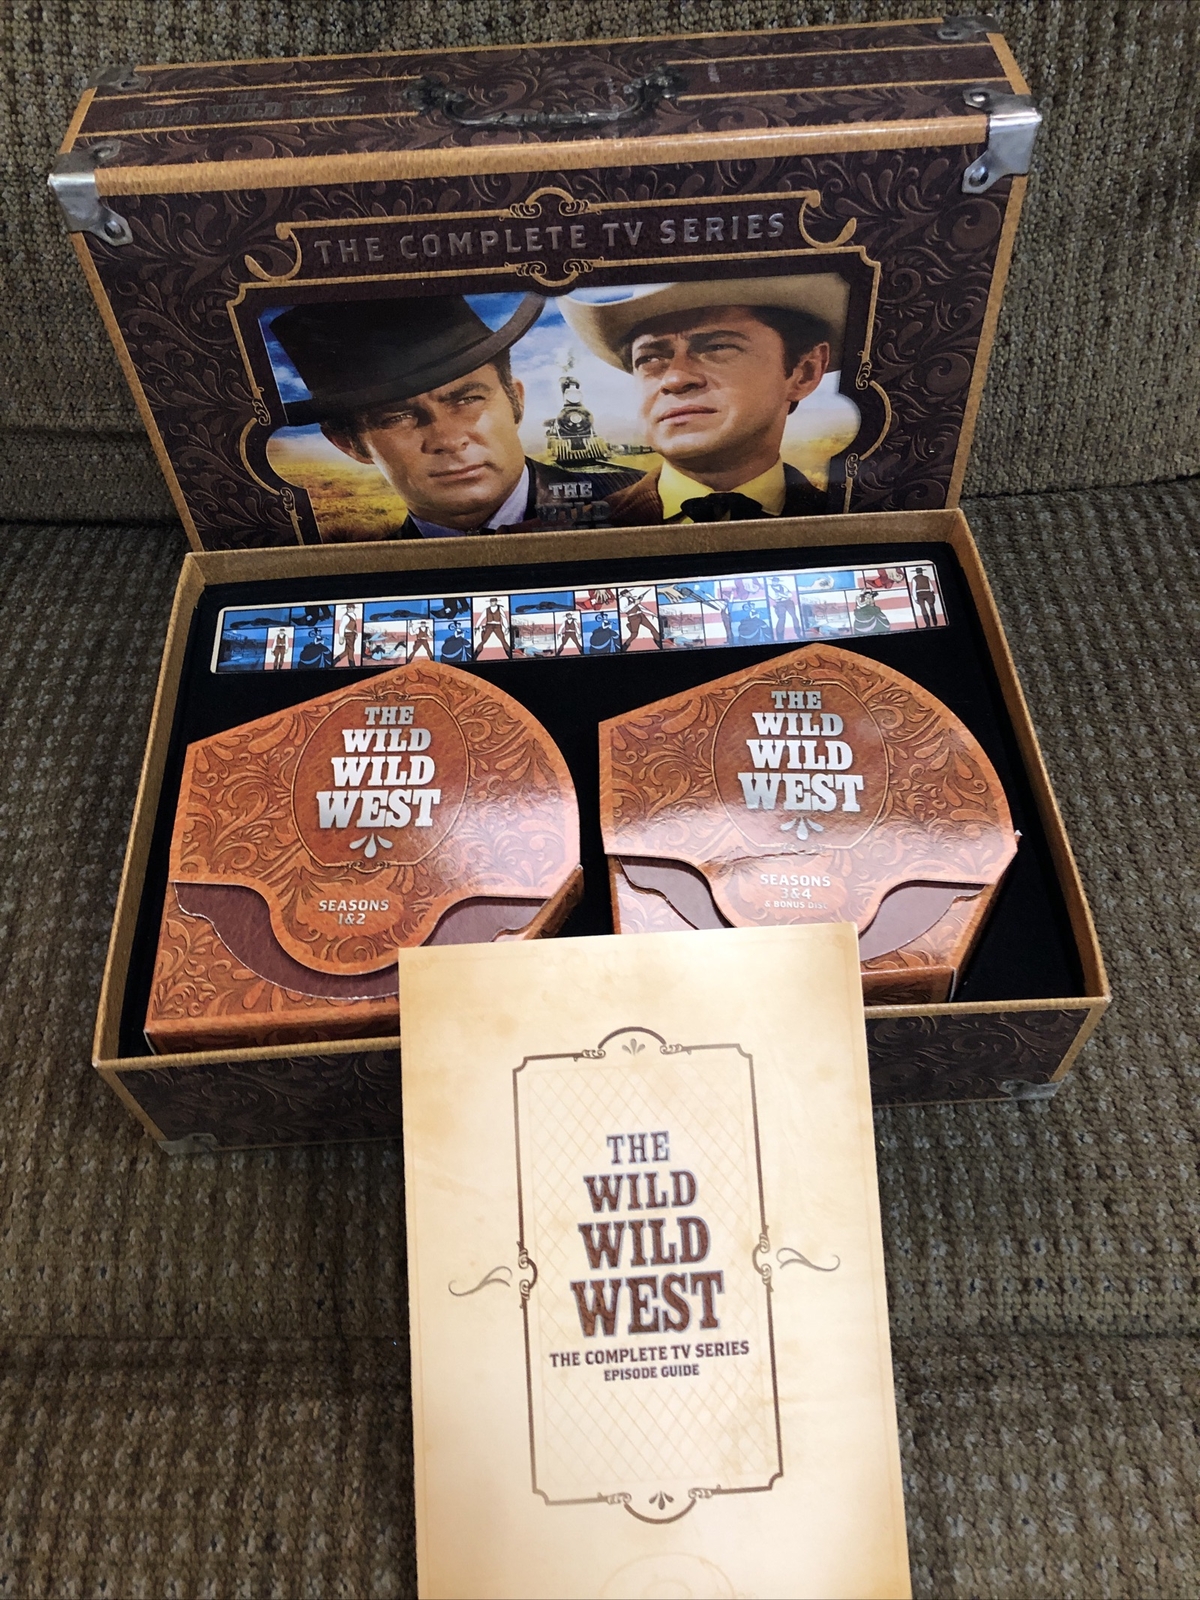 THE COMPLETE TV SERIES
THE
THE
WILD
WILD
WEST
SEASONS
1&2
THE
WILD
WILD
WEST
SEASONS
3&4
& BONUS DISC
THE
WILD
WILD
WEST
THE COMPLETE TV SERIES
EPISODE GUIDE